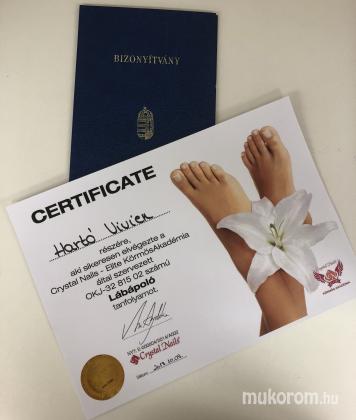 BIZONYÍTVÁNY
CERTIFICATE
Hartó Vivien
részére,
aki sikeresen elvégezte a
Crystal Nails - Elite KörmösAkadémia
által szervezett
OKJ-32 815 02 számú
Lábápoló
tanfolyamot.
Crystal Nails
mukorom.hu